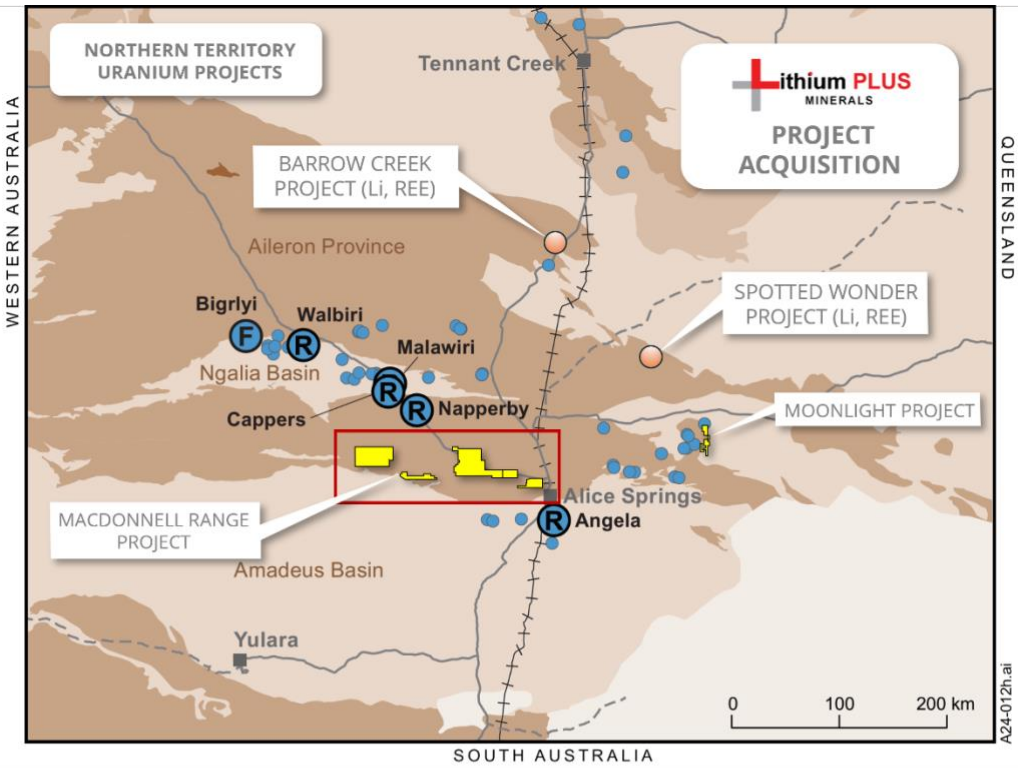 NORTHERN TERRITORY
URANIUM PROJECTS
Lithium PLUS
MINERALS
PROJECT
ACQUISITION
Tennant Creek
WESTERN AUSTRALIA
QUEENSLAND
BARROW CREEK
PROJECT (Li, REE)
Aileron Province
SPOTTED WONDER
PROJECT (Li, REE)
Bigrlyi
F
Walbiri
R
Malawiri
Ngalia Basin
Cappers
R
R
Napperby
MOONLIGHT PROJECT
Alice Springs
R
Angela
MACDONNELL RANGE
PROJECT
Amadeus Basin
Yulara
0
100
200 km
A24-012h.ai
SOUTH AUSTRALIA